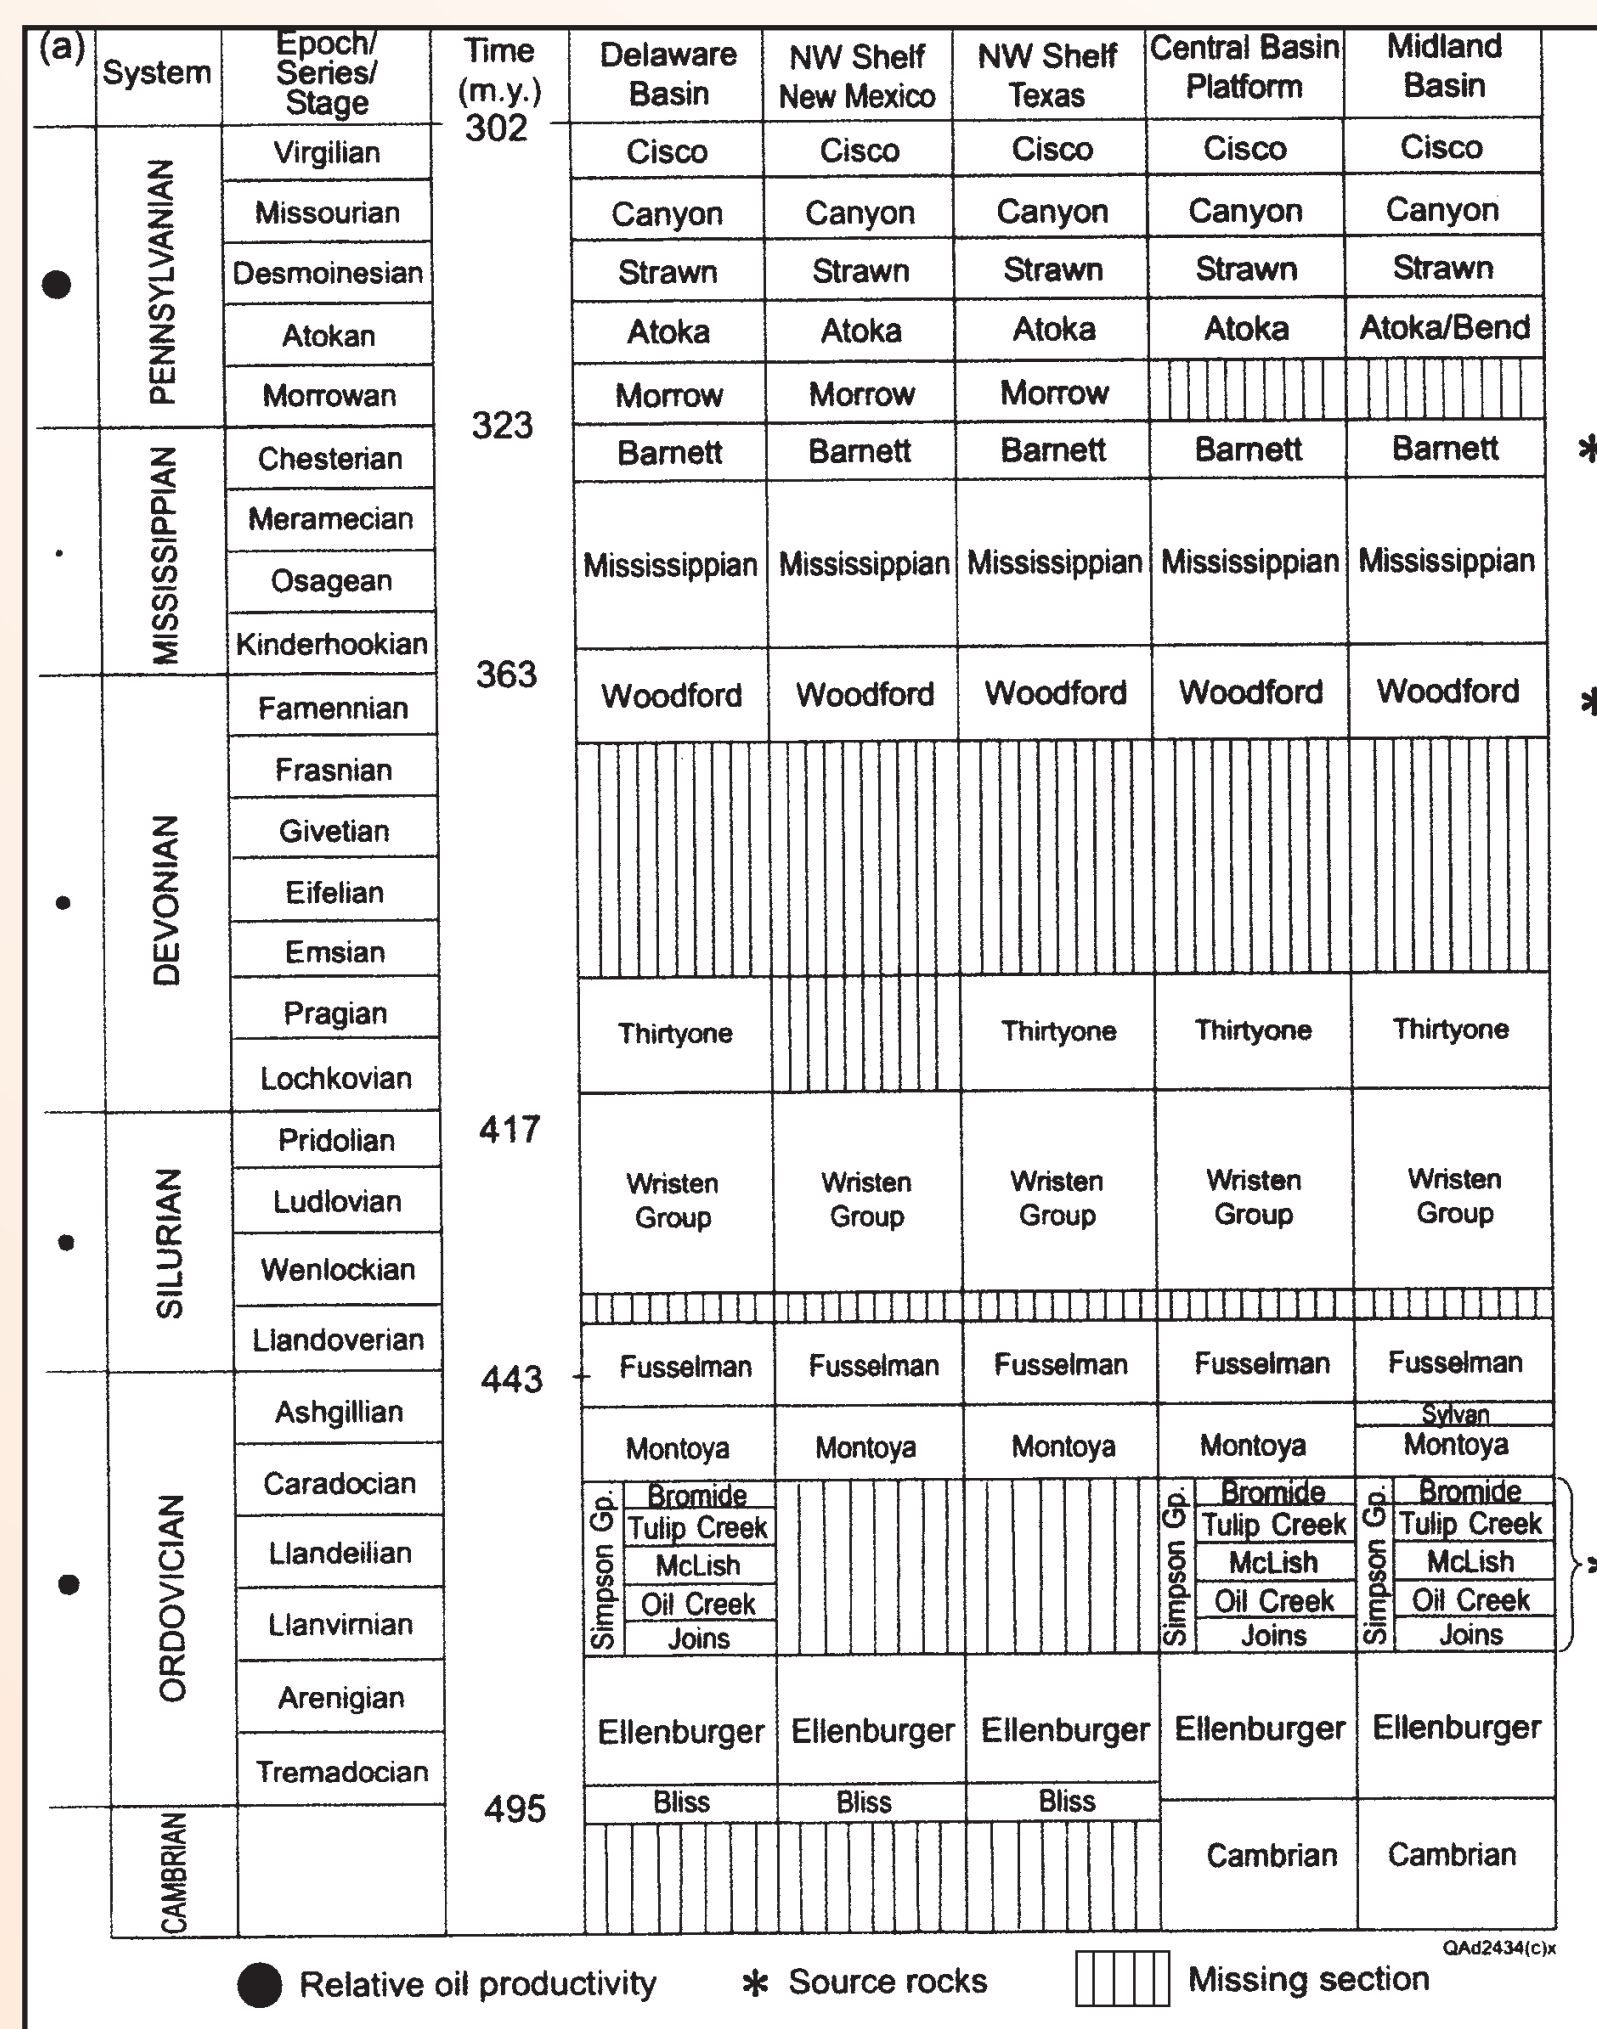 (a)
System
Epoch/
Series/
Stage
Time
(m.y.)
Delaware
Basin
NW Shelf
New Mexico
NW Shelf
Texas
Central Basin
Platform
Midland
Basin
302
PENNSYLVANIAN
Virgilian
Cisco Cisco Cisco Cisco Cisco
Missourian
Canyon Canyon Canyon Canyon Canyon
Desmoinesian
Strawn Strawn Strawn Strawn Strawn
Atokan
Atoka Atoka Atoka Atoka Atoka/Bend
Morrowan
Morrow Morrow Morrow
323
MISSISSIPPIAN
Chesterian
Barnett Barnett Barnett Barnett Barnett *
Meramecian
Osagean
Mississippian Mississippian Mississippian Mississippian Mississippian
Kinderhookian
363
DEVONIAN
Famennian
Woodford Woodford Woodford Woodford Woodford *
Frasnian
Givetian
Eifelian
Emsian
Pragian
Thirtyone Thirtyone Thirtyone Thirtyone
Lochkovian
417
SILURIAN
Pridolian
Ludlovian
Wristen
Group
Wristen
Group
Wristen
Group
Wristen
Group
Wristen
Group
Wenlockian
Llandoverian
Fusselman Fusselman Fusselman Fusselman Fusselman
443
ORDOVICIAN
Ashgillian
Sylvan
Montoya Montoya Montoya Montoya Montoya
Caradocian
Simpson Gp.
Bromide
Tulip Creek
McLish
Oil Creek
Joins
Simpson Gp.
Bromide
Tulip Creek
McLish
Oil Creek
Joins
Simpson Gp.
Bromide
Tulip Creek
McLish
Oil Creek
Joins
*
Llandeilian
Llanvirnian
Arenigian
Ellenburger Ellenburger Ellenburger Ellenburger Ellenburger
Tremadocian
Bliss Bliss Bliss
495
CAMBRIAN
Cambrian Cambrian
QAd2434(c)x
Relative oil productivity
* Source rocks
Missing section